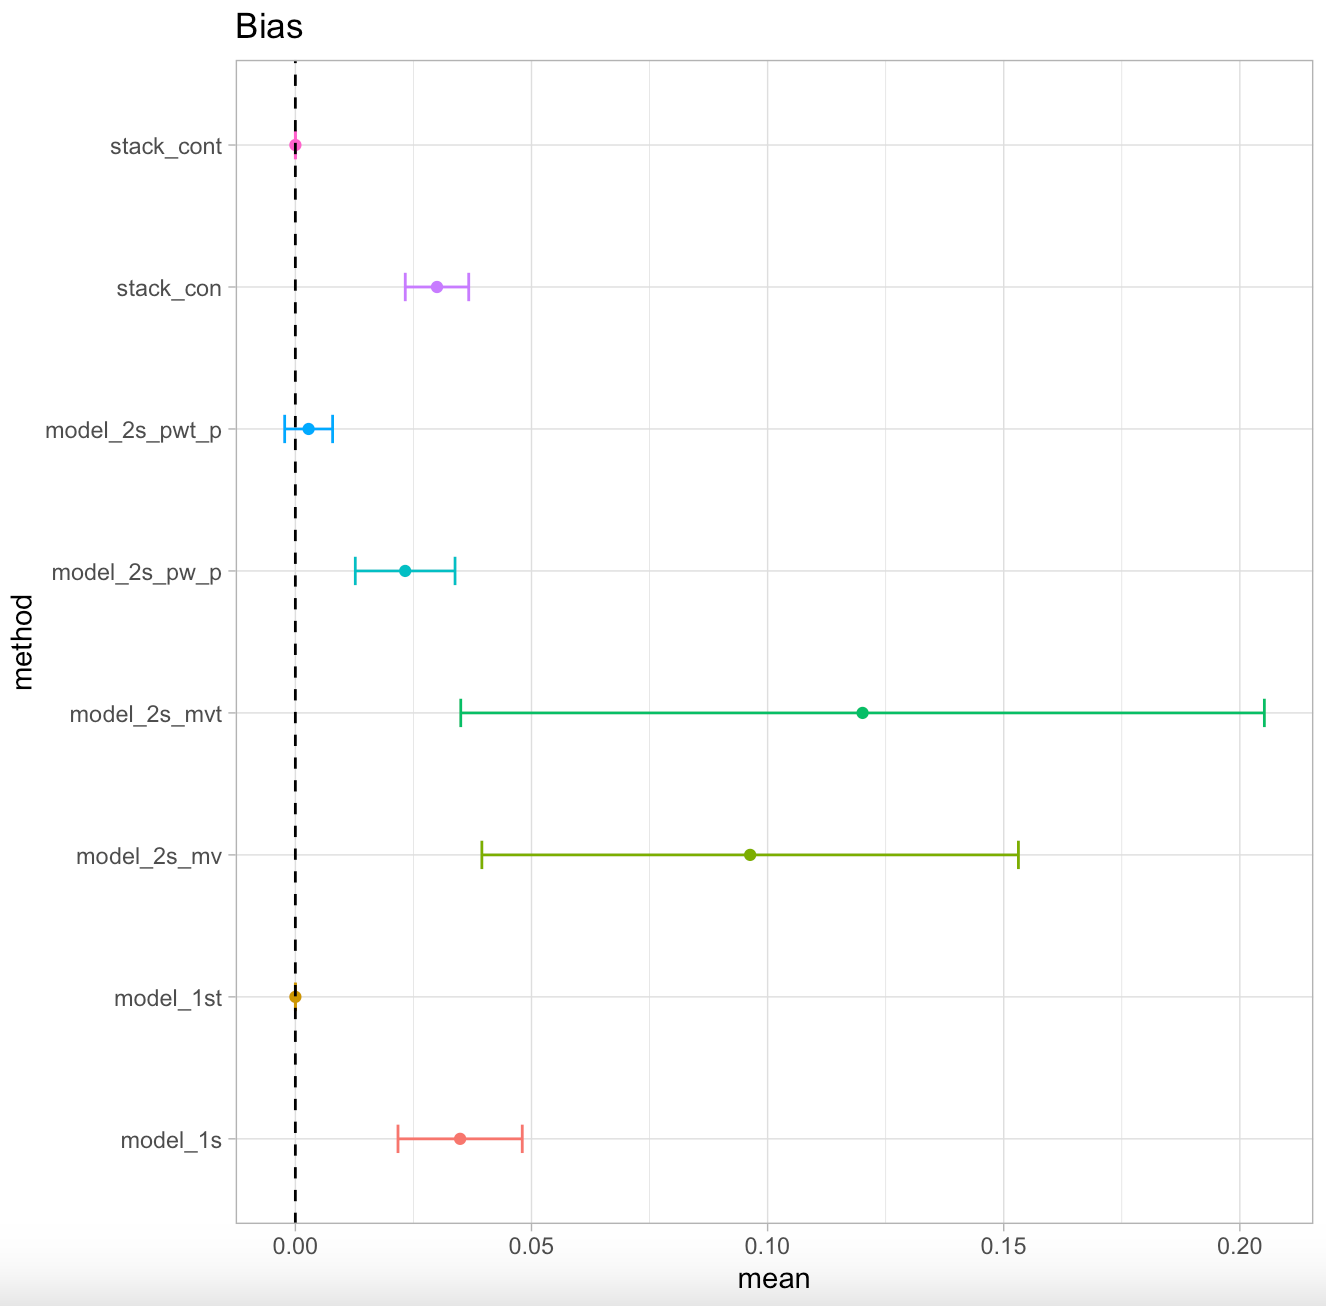 Bias
stack_cont
stack_con
model_2s_pwt_p
model_2s_pw_p
model_2s_mvt
model_2s_mv
model_1st
model_1s
method
0.00 0.05 0.10 0.15 0.20
mean